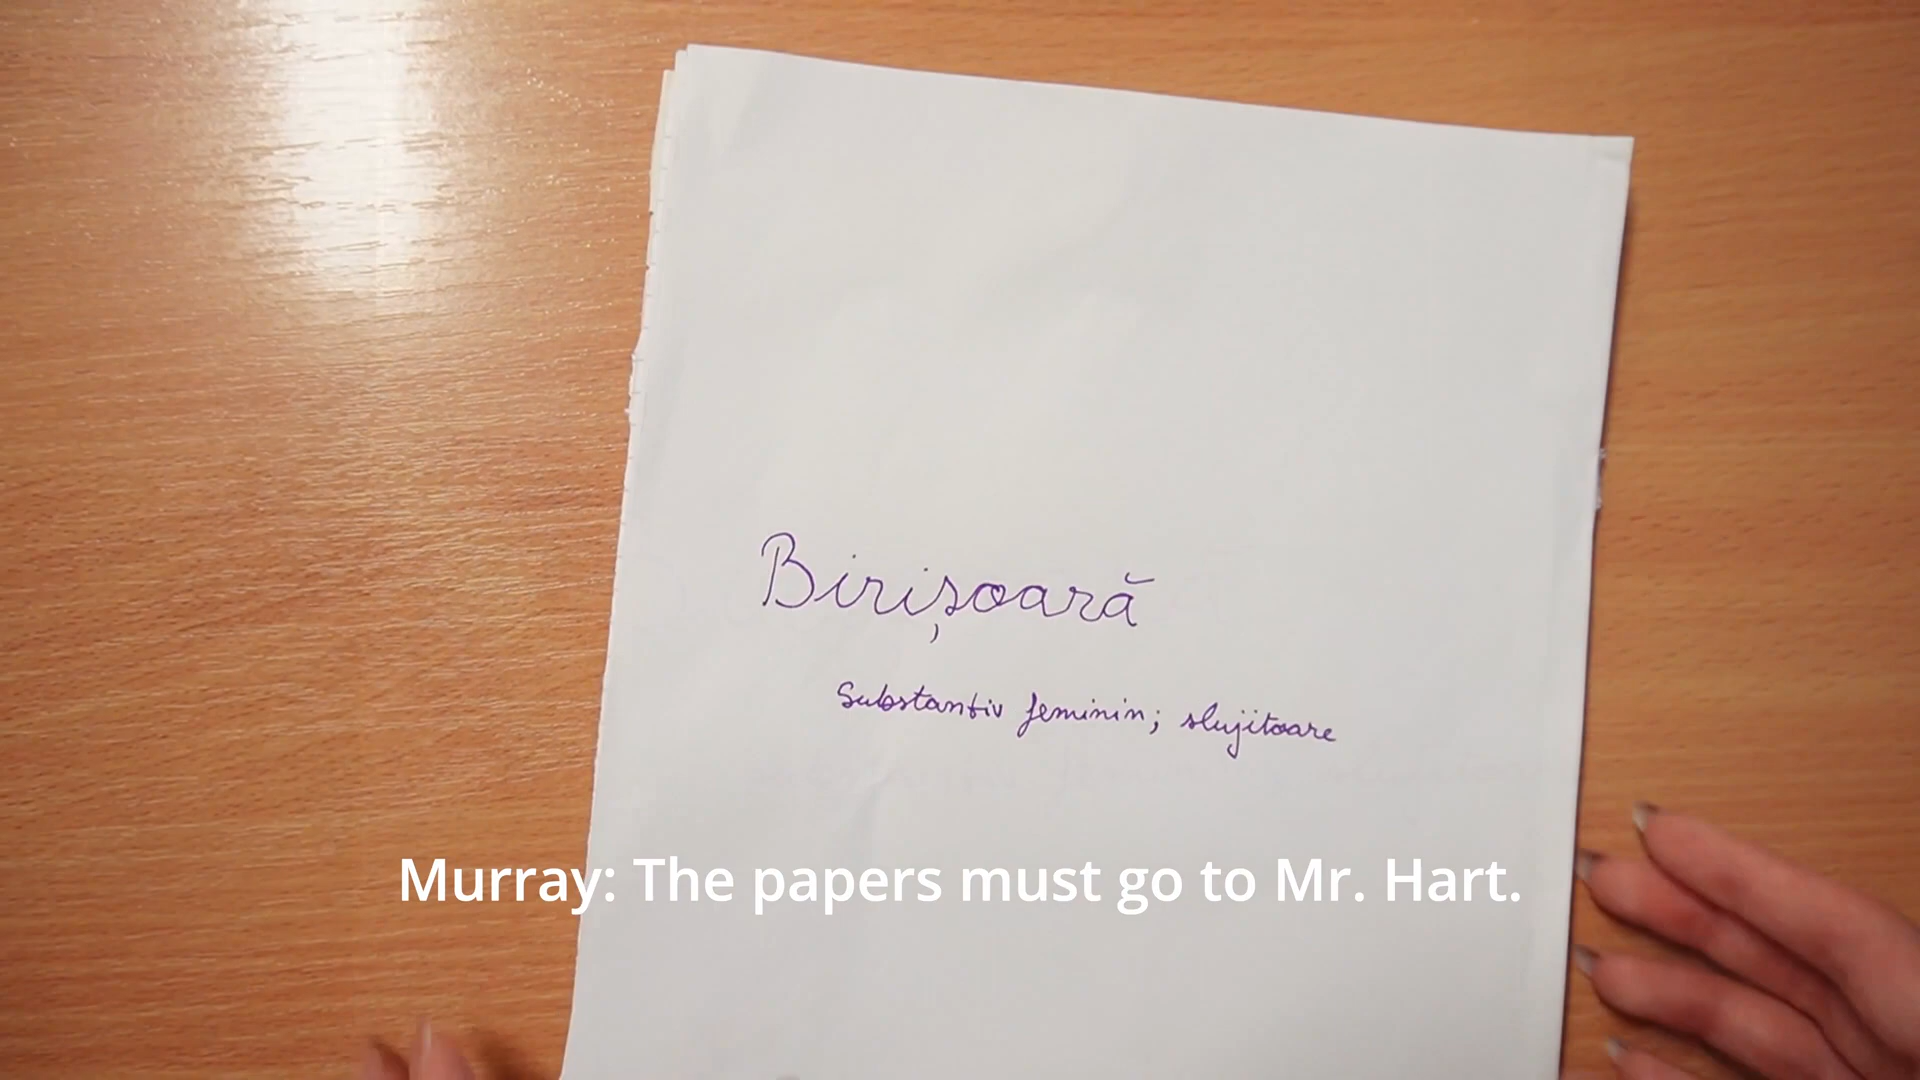 Birișoară
Substantiv feminin; slujitoare
Murray: The papers must go to Mr. Hart.